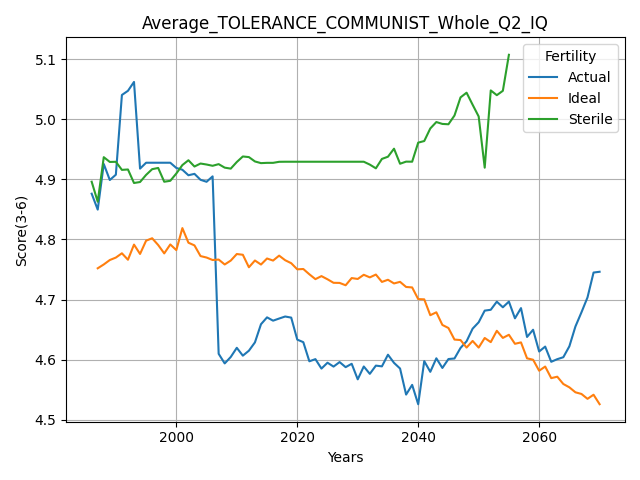 Average_TOLERANCE_COMMUNIST_Whole_Q2_IQ
Fertility
Actual
Ideal
Sterile
Score(3-6)
5.1
5.0
4.9
4.8
4.7
4.6
4.5
2000
2020
2040
2060
Years